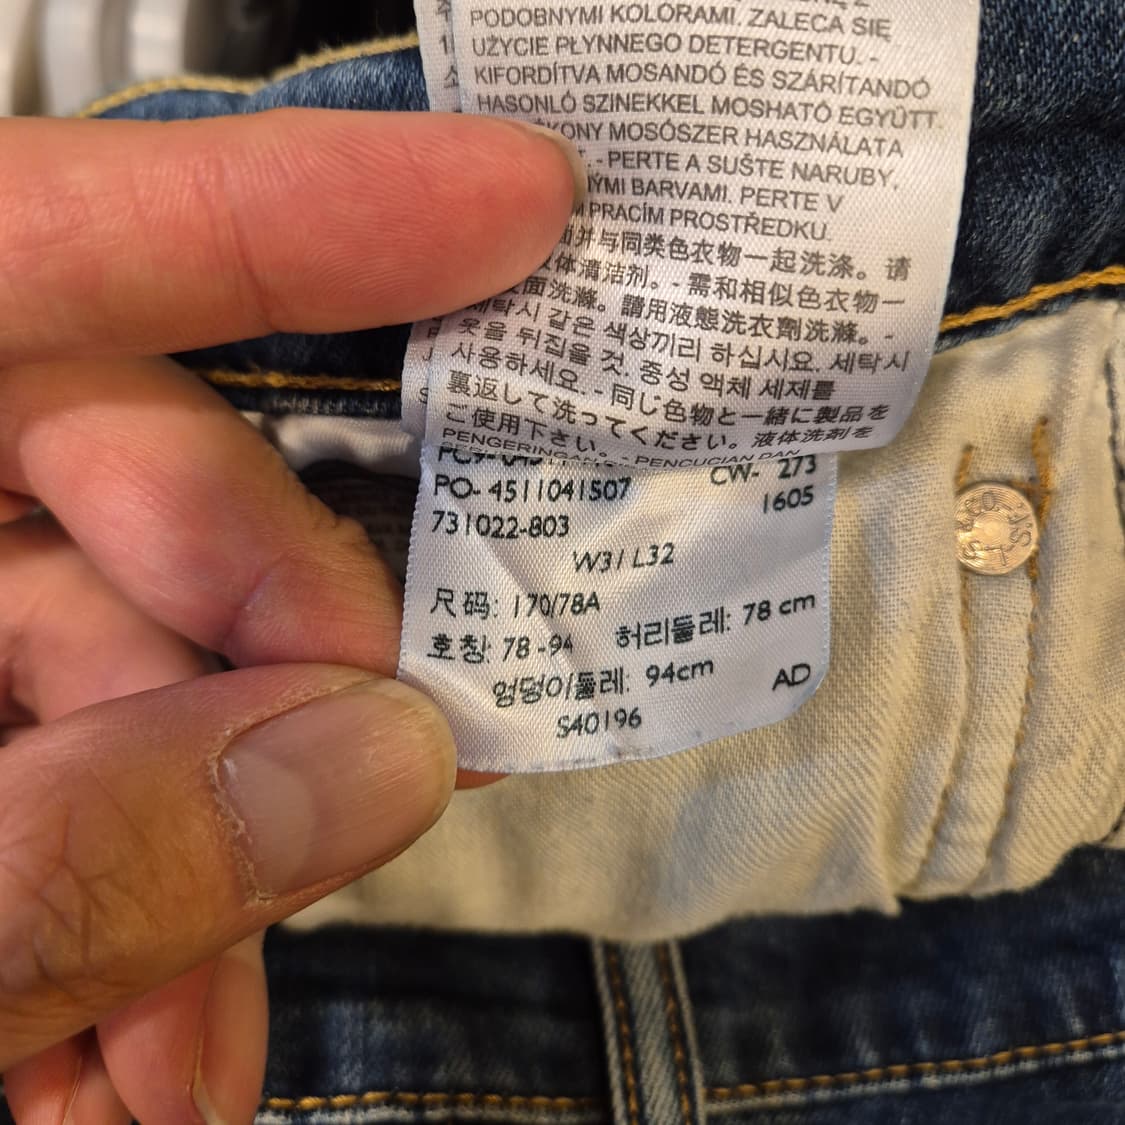 PODOBNYMI KOLORAMI. ZALECA SIĘ
UŻYCIE PŁYNNEGO DETERGENTU. -
KIFORDÍTVA MOSANDÓ ÉS SZÁRÍTANDÓ
HASONLÓ SZINEKKEL MOSHATÓ EGYÜTT.
MOSÓSZER HASZNÁLATA
- PERTE A SUŠTE NARUBY,
BARVAMI. PERTE V
PRACÍM PROSTŘEDKU.
并与同类色衣物一起洗涤。请
体清洁剂。- 需和相似色衣物一
面洗滌。請用液態洗衣劑洗滌。-
세탁시 같은 색상끼리 하십시요. 세탁시
옷을 뒤집을 것. 중성 액체 세제를
사용하세요. - 同じ色物と一緒に製品を
裏返して洗ってください。液体洗剤を
ご使用下さい。
PENCUCIAN DAN
CW- 273
PO- 4511041507
1605
731022-803
W31 L32
尺码: 170/78A
호칭: 78-94 허리둘레: 78 cm
엉덩이둘레: 94cm
AD
S40196